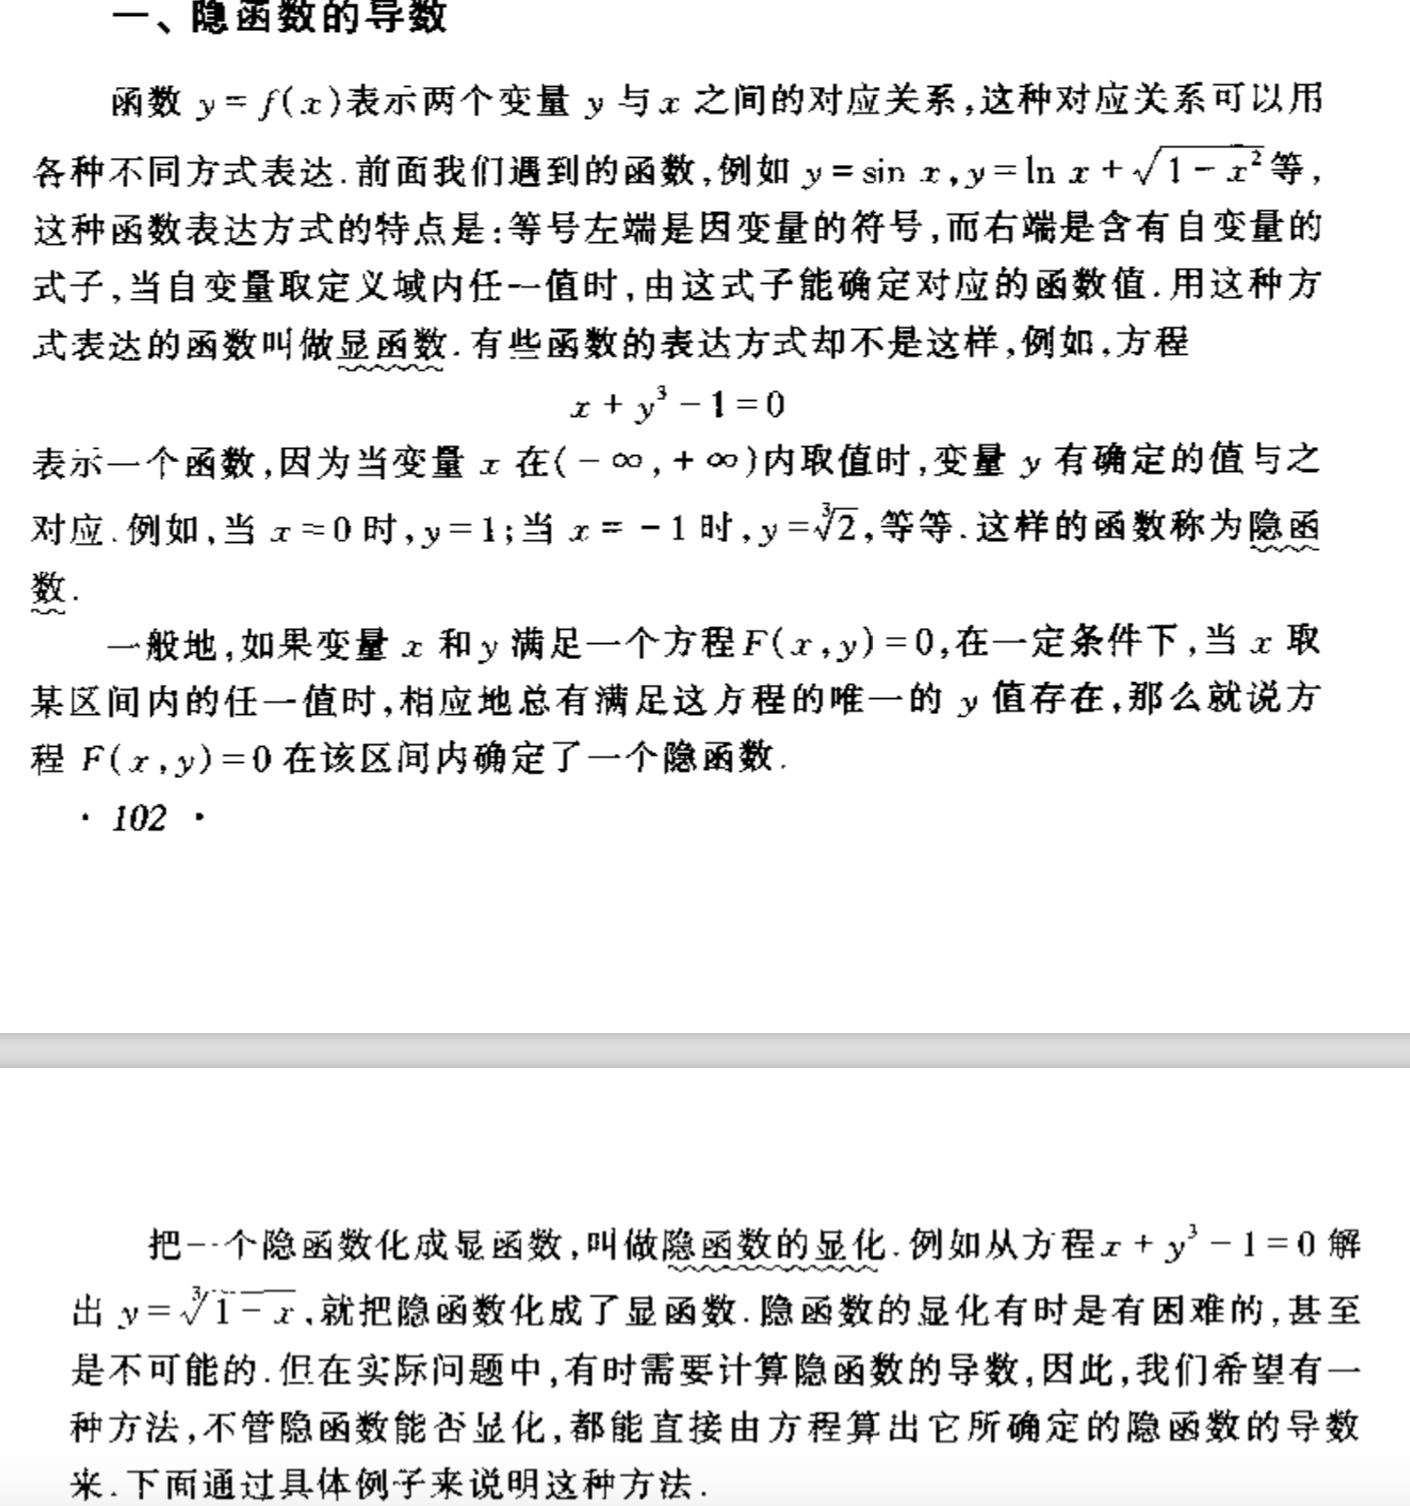 一、隐函数的导数
函数 y = f(x)表示两个变量 y 与 x 之间的对应关系,这种对应关系可以用
各种不同方式表达.前面我们遇到的函数,例如 y = sin x,y = ln x + √(1 - x²)等,
这种函数表达方式的特点是:等号左端是因变量的符号,而右端是含有自变量的
式子,当自变量取定义域内任一值时,由这式子能确定对应的函数值.用这种方
式表达的函数叫做显函数.有些函数的表达方式却不是这样,例如,方程
x + y³ - 1 = 0
表示一个函数,因为当变量 x 在(-∞,+∞)内取值时,变量 y 有确定的值与之
对应.例如,当 x = 0 时,y = 1;当 x = -1 时,y = ∛2,等等.这样的函数称为隐函
数.
一般地,如果变量 x 和 y 满足一个方程 F(x,y) = 0,在一定条件下,当 x 取
某区间内的任一值时,相应地总有满足这方程的唯一的 y 值存在,那么就说方
程 F(x,y) = 0 在该区间内确定了一个隐函数.
· 102 ·
把一个隐函数化成显函数,叫做隐函数的显化.例如从方程 x + y³ - 1 = 0 解
出 y = ∛(1 - x),就把隐函数化成了显函数.隐函数的显化有时是有困难的,甚至
是不可能的.但在实际问题中,有时需要计算隐函数的导数,因此,我们希望有一
种方法,不管隐函数能否显化,都能直接由方程算出它所确定的隐函数的导数
来.下面通过具体例子来说明这种方法.